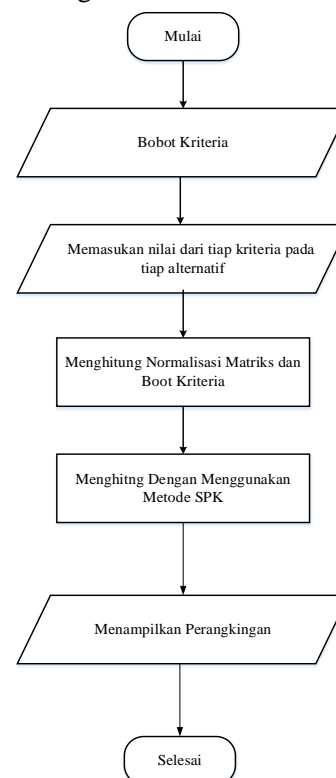 Mulai
Bobot Kriteria
Memasukan nilai dari tiap kriteria pada
tiap alternatif
Menghitung Normalisasi Matriks dan
Boot Kriteria
Menghitng Dengan Menggunakan
Metode SPK
Menampilkan Perangkingan
Selesai